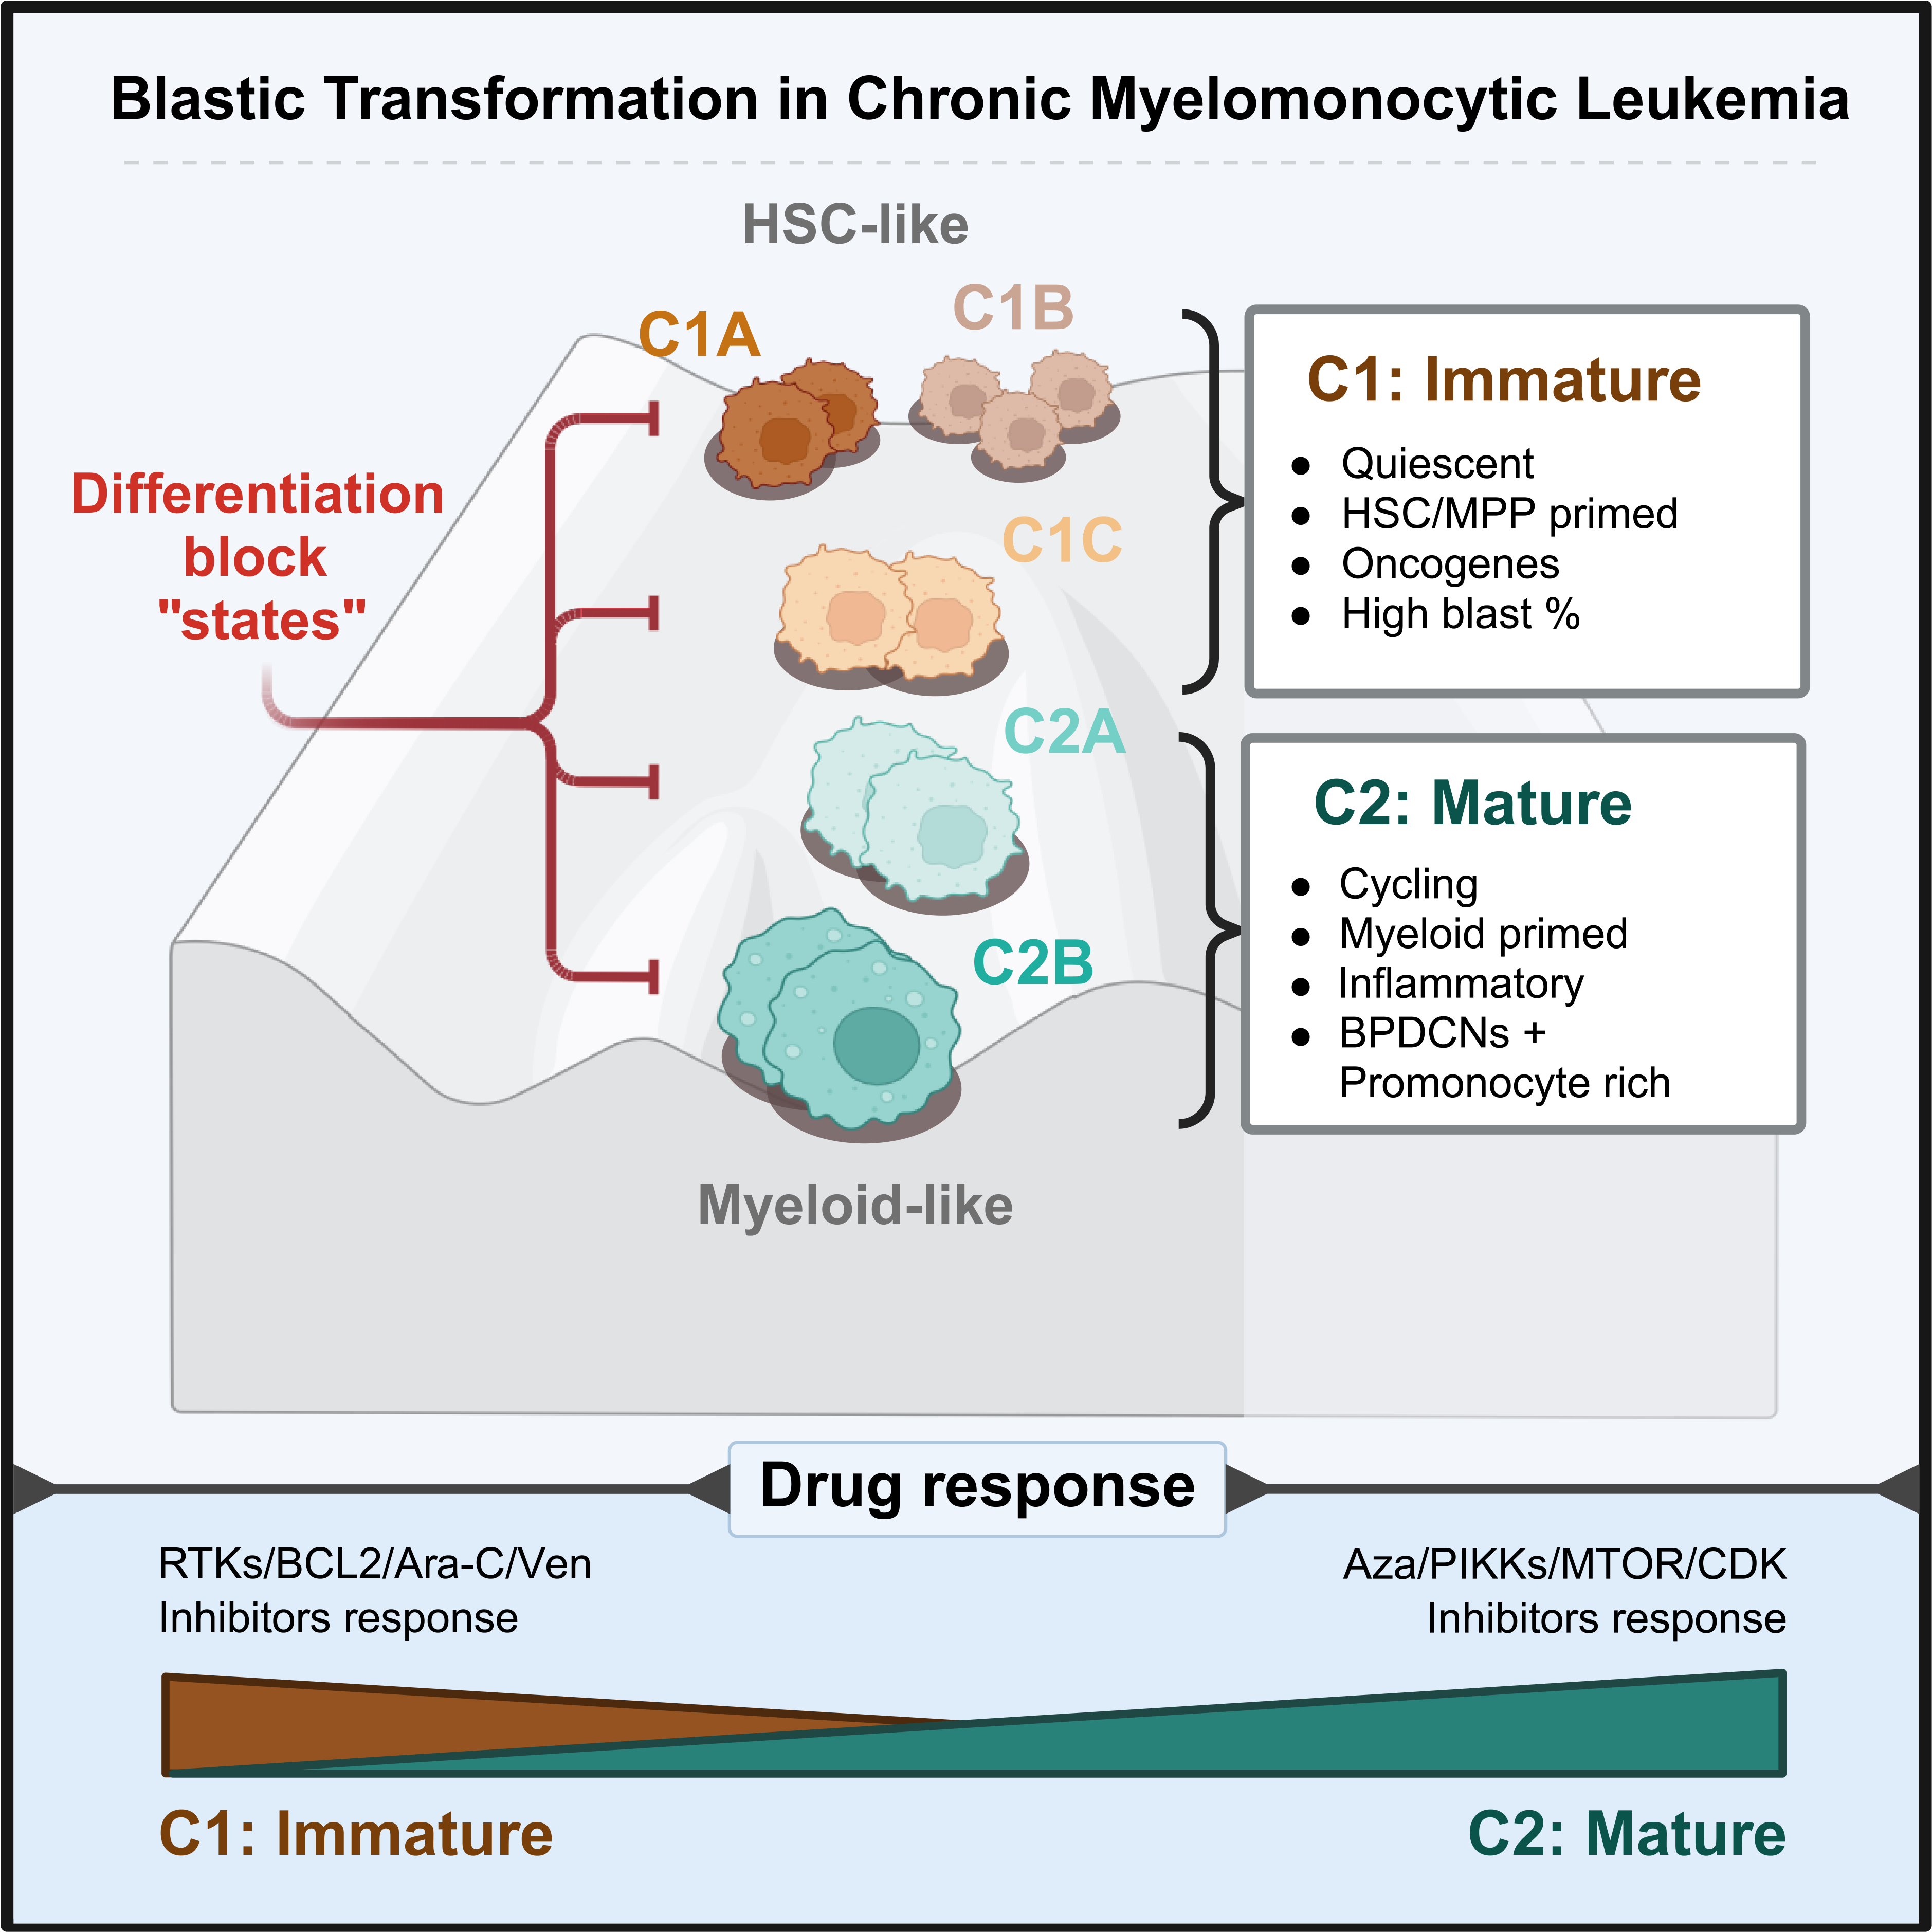 Blastic Transformation in Chronic Myelomonocytic Leukemia
HSC-like
C1A
C1B
C1C
C2A
C2B
Myeloid-like
Differentiation
block
"states"
C1: Immature
● Quiescent
● HSC/MPP primed
● Oncogenes
● High blast %
C2: Mature
● Cycling
● Myeloid primed
● Inflammatory
● BPDCNs +
Promonocyte rich
Drug response
RTKs/BCL2/Ara-C/Ven
Inhibitors response
Aza/PIKKs/MTOR/CDK
Inhibitors response
C1: Immature
C2: Mature